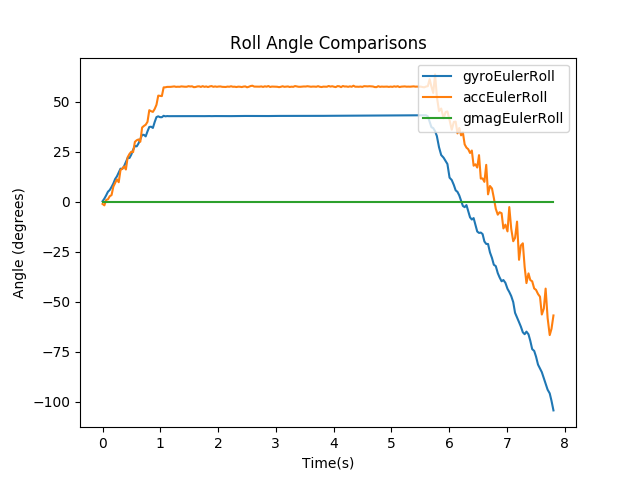 Roll Angle Comparisons
gyroEulerRoll
accEulerRoll
gmagEulerRoll
Angle (degrees)
50
25
0
−25
−50
−75
−100
0 1 2 3 4 5 6 7 8
Time(s)